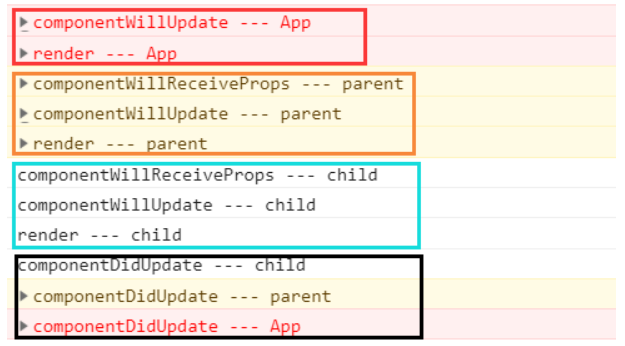 componentWillUpdate --- App
render --- App
componentWillReceiveProps --- parent
componentWillUpdate --- parent
render --- parent
componentWillReceiveProps --- child
componentWillUpdate --- child
render --- child
componentDidUpdate --- child
componentDidUpdate --- parent
componentDidUpdate --- App